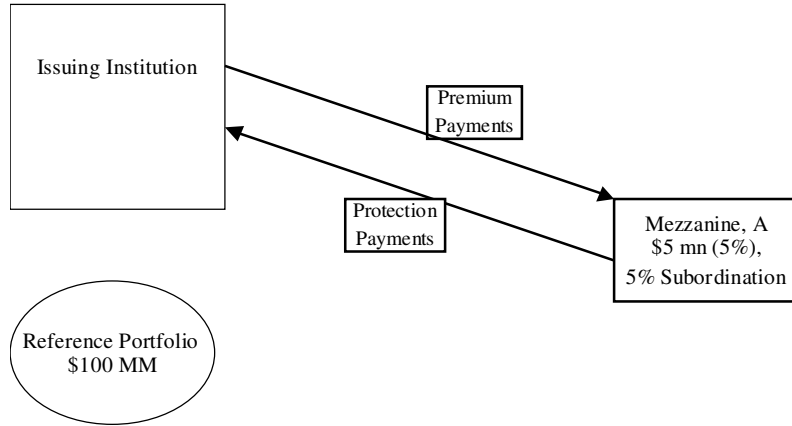 Issuing Institution
Premium
Payments
Protection
Payments
Mezzanine, A
$5 mn (5%),
5% Subordination
Reference Portfolio
$100 MM